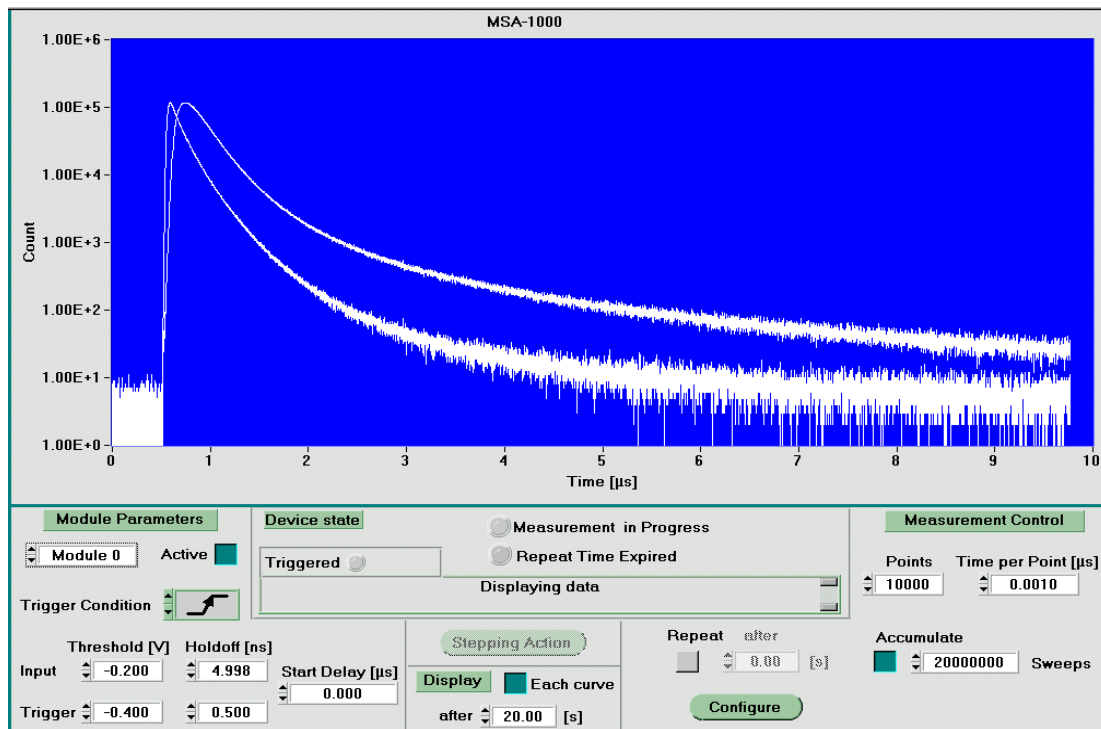 MSA-1000
1.00E+6
1.00E+5
1.00E+4
1.00E+3
1.00E+2
1.00E+1
1.00E+0
Count
0 1 2 3 4 5 6 7 8 9 10
Time [µs]
Module Parameters
Module 0
Active
Trigger Condition
Threshold [V] Holdoff [ns]
Input -0.200 4.998
Start Delay [µs]
0.000
Trigger -0.400 0.500
Device state
Measurement in Progress
Triggered
Repeat Time Expired
Displaying data
Stepping Action
Display
Each curve
after 20.00 [s]
Measurement Control
Points Time per Point [µs]
10000 0.0010
Repeat after
0.00 [s]
Accumulate
20000000 Sweeps
Configure